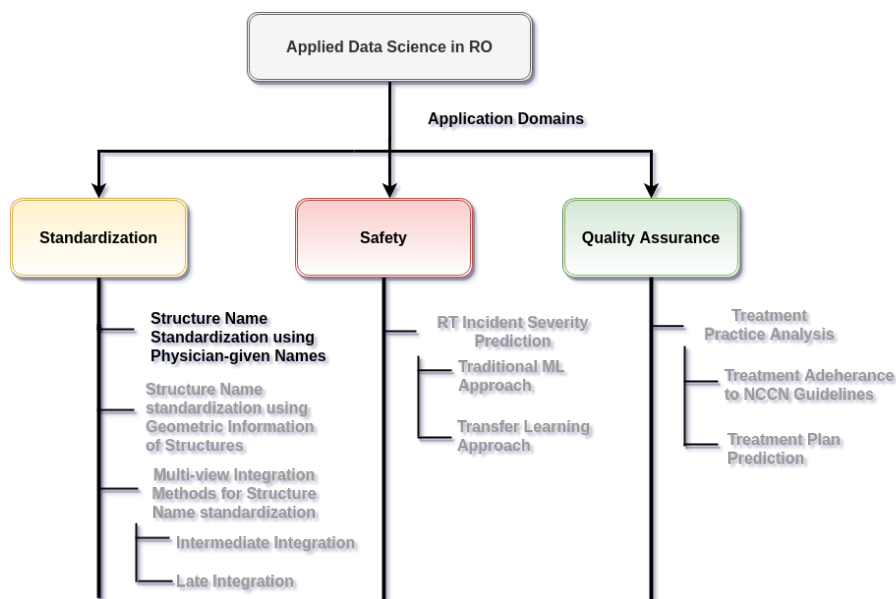 Applied Data Science in RO
Application Domains
Standardization
Safety
Quality Assurance
Structure Name
Standardization using
Physician-given Names
Structure Name
standardization using
Geometric Information
of Structures
Multi-view Integration
Methods for Structure
Name standardization
Intermediate Integration
Late Integration
RT Incident Severity
Prediction
Traditional ML
Approach
Transfer Learning
Approach
Treatment
Practice Analysis
Treatment Adeherance
to NCCN Guidelines
Treatment Plan
Prediction